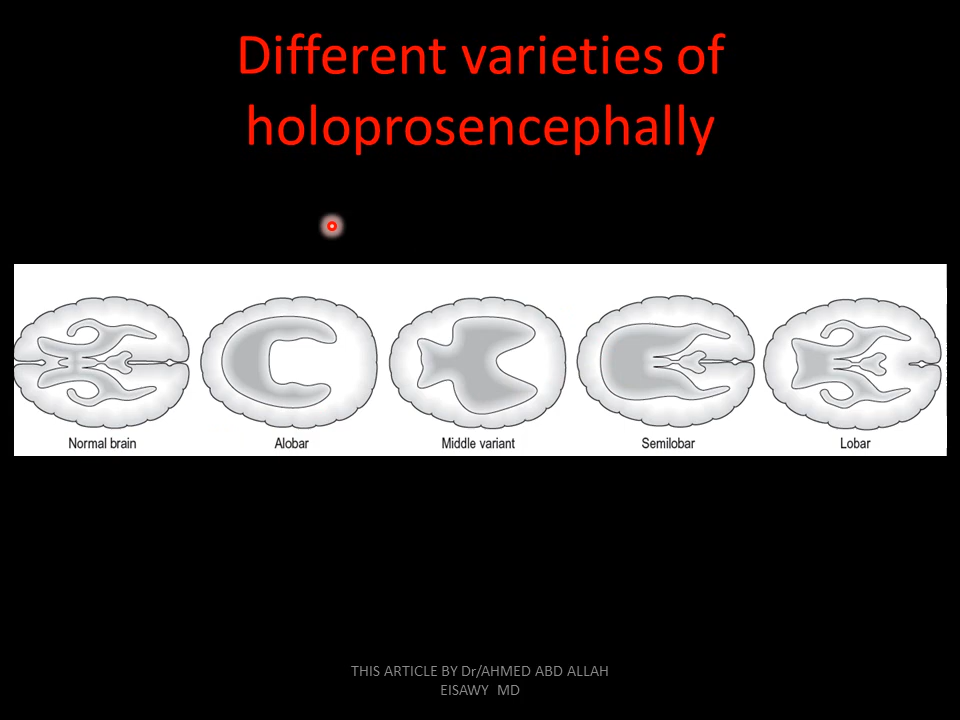 Different varieties of
holoprosencephally
Normal brain
Alobar
Middle variant
Semilobar
Lobar
THIS ARTICLE BY Dr/AHMED ABD ALLAH
EISAWY MD